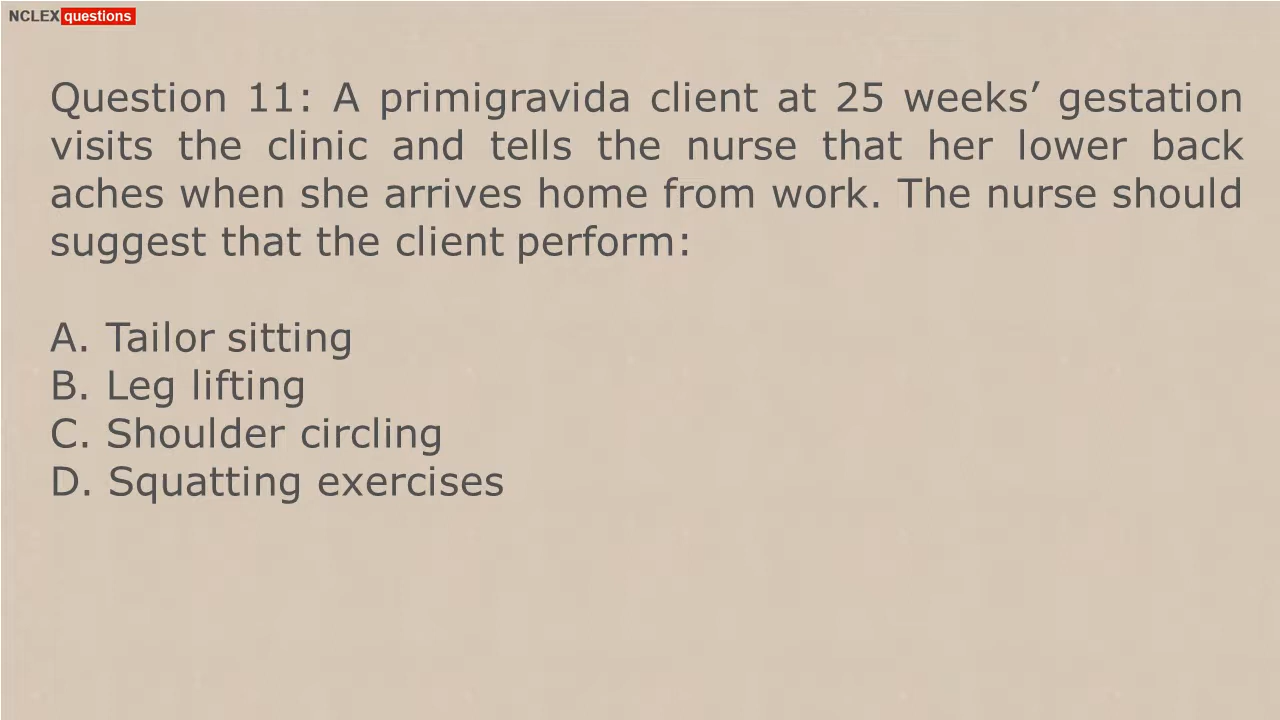 NCLEX questions
Question 11: A primigravida client at 25 weeks’ gestation
visits the clinic and tells the nurse that her lower back
aches when she arrives home from work. The nurse should
suggest that the client perform:
A. Tailor sitting
B. Leg lifting
C. Shoulder circling
D. Squatting exercises